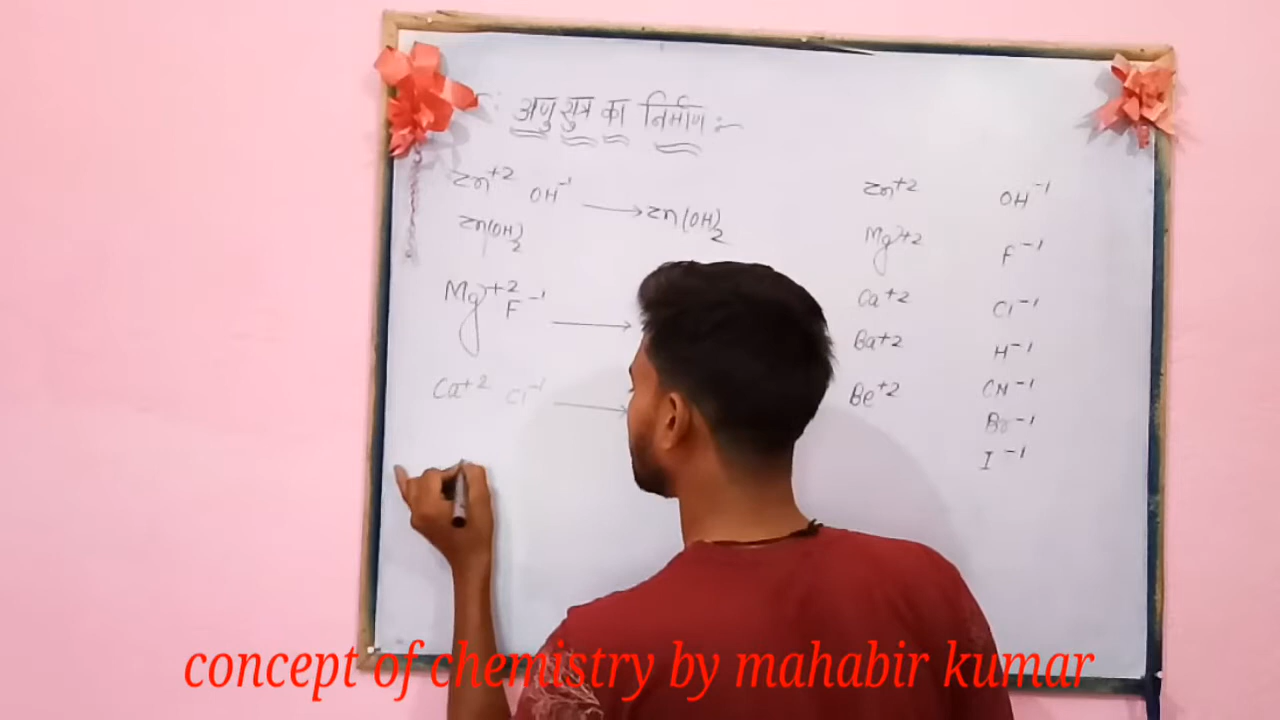 अणु सुत्र का निर्माण :-
Zn+2 OH-1 → Zn(OH)2
Zn(OH)2
Mg+2 F-1 →
Ca+2 Cl-1 →
Zn+2 OH-1
Mg+2 F-1
Ca+2 Cl-1
Ba+2 H-1
Be+2 CN-1
Br-1
I-1
concept of chemistry by mahabir kumar